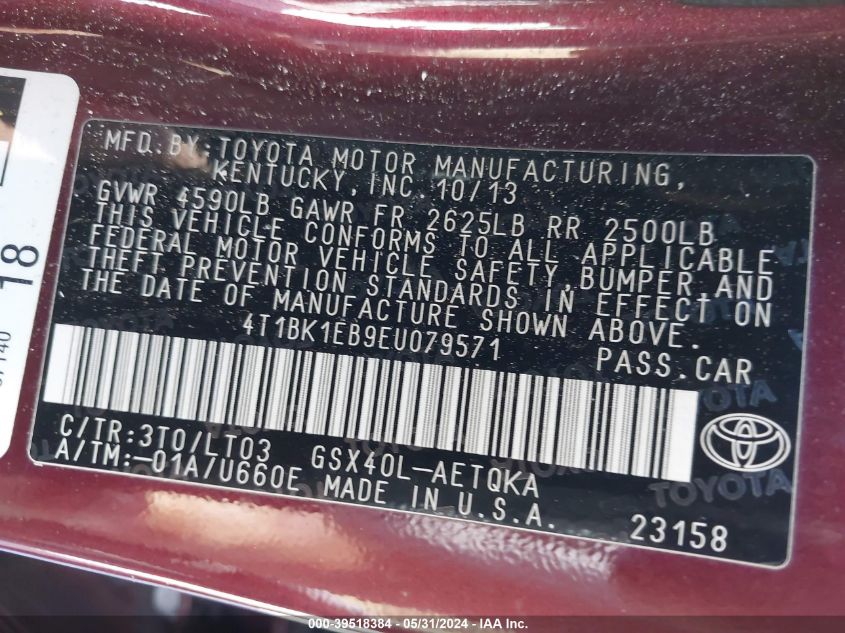 MFD.BY:TOYOTA MOTOR MANUFACTURING,
KENTUCKY,INC.10/13
GVWR 4590LB GAWR FR 2625LB RR 2500LB
THIS VEHICLE CONFORMS TO ALL APPLICABLE
FEDERAL MOTOR VEHICLE SAFETY,BUMPER,AND
THEFT PREVENTION STANDARDS IN EFFECT ON
THE DATE OF MANUFACTURE SHOWN ABOVE.
4T1BK1EB9EU079571 PASS.CAR
C/TR:3T0/LT03 GSX40L-AETQKA
A/TM:-01A/U660E MADE IN U.S.A.
TOYOTA
TOYOTA
23158
18
000-39518384 - 05/31/2024 - IAA Inc.